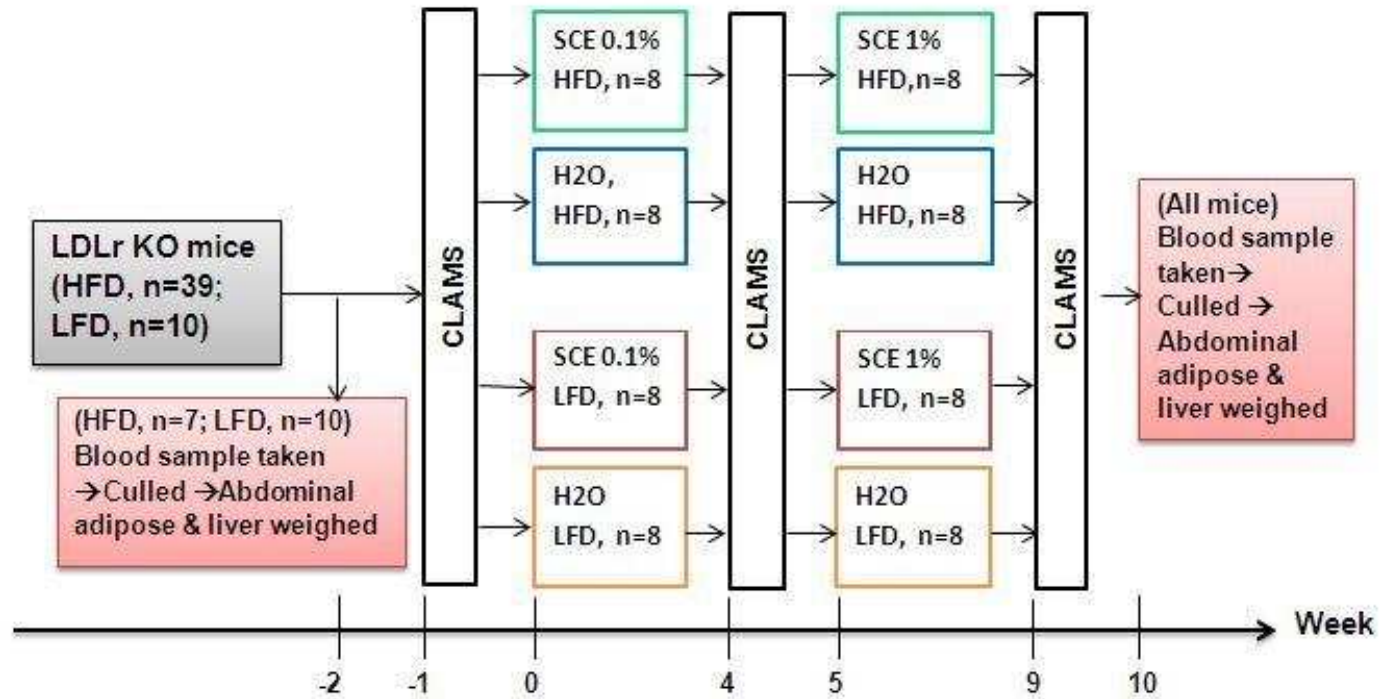 LDLr KO mice
(HFD, n=39;
LFD, n=10)
(HFD, n=7; LFD, n=10)
Blood sample taken
→Culled →Abdominal
adipose & liver weighed
CLAMS
SCE 0.1%
HFD, n=8
H2O,
HFD, n=8
SCE 0.1%
LFD, n=8
H2O
LFD, n=8
CLAMS
SCE 1%
HFD,n=8
H2O
HFD, n=8
SCE 1%
LFD, n=8
H2O
LFD, n=8
CLAMS
(All mice)
Blood sample
taken→
Culled →
Abdominal
adipose &
liver weighed
Week
-2 -1 0 4 5 9 10